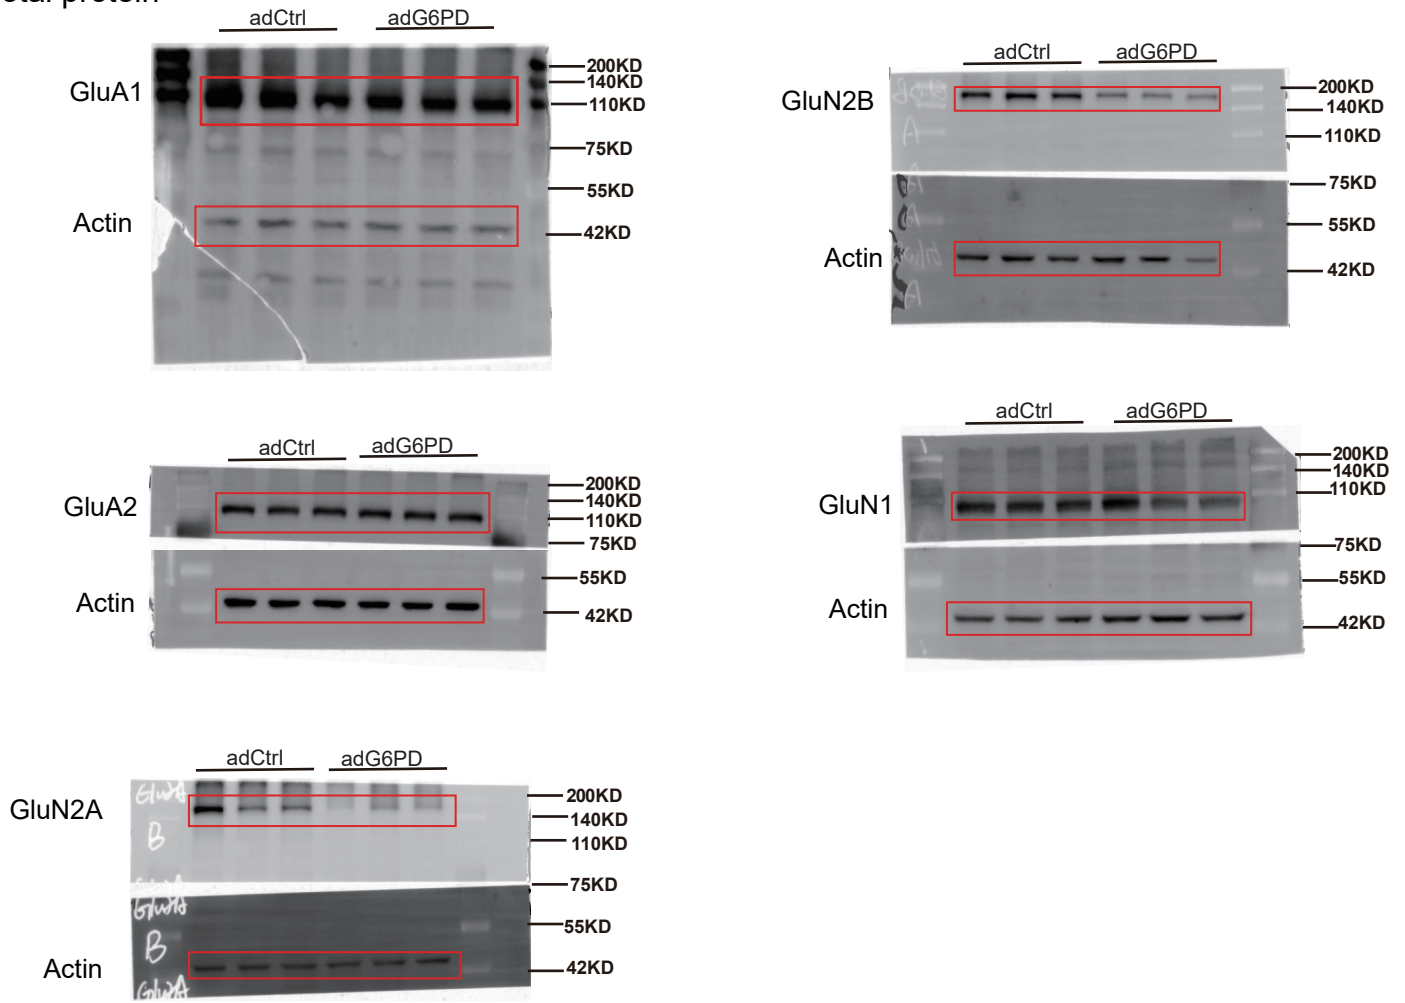 otal protein
adCtrl adG6PD
GluA1
200KD
140KD
110KD
75KD
55KD
Actin
42KD
adCtrl adG6PD
GluN2B
200KD
140KD
110KD
75KD
55KD
Actin
42KD
A
A
adCtrl adG6PD
GluA2
200KD
140KD
110KD
75KD
55KD
Actin
42KD
adCtrl adG6PD
GluN1
200KD
140KD
110KD
75KD
55KD
Actin
42KD
adCtrl adG6PD
GluN2A
200KD
140KD
B
110KD
75KD
55KD
B
Actin
42KD